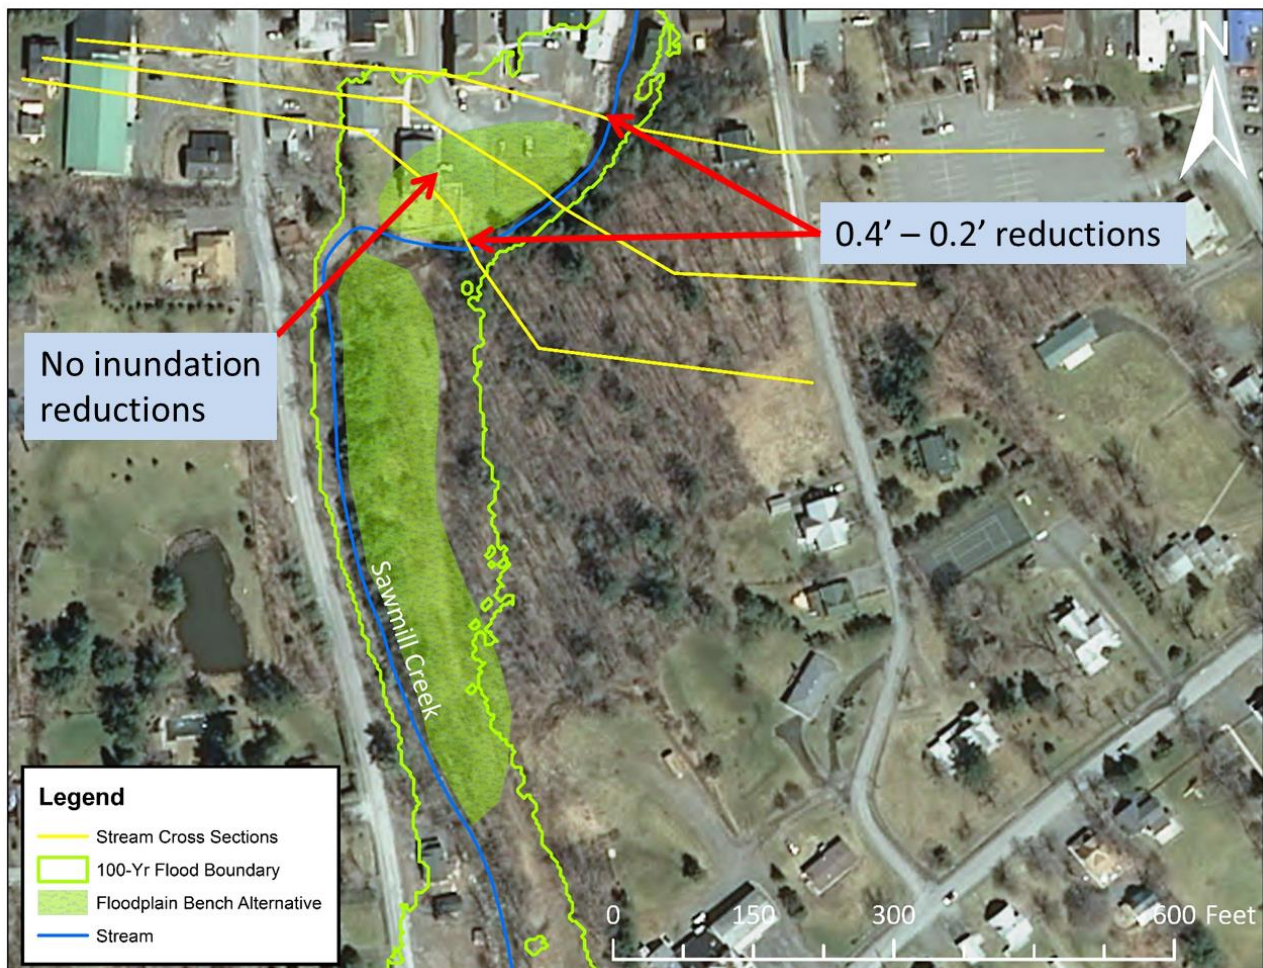 N
0.4’ – 0.2’ reductions
No inundation
reductions
Sawmill Creek
Legend
Stream Cross Sections
100-Yr Flood Boundary
Floodplain Bench Alternative
Stream
0 150 300 600 Feet